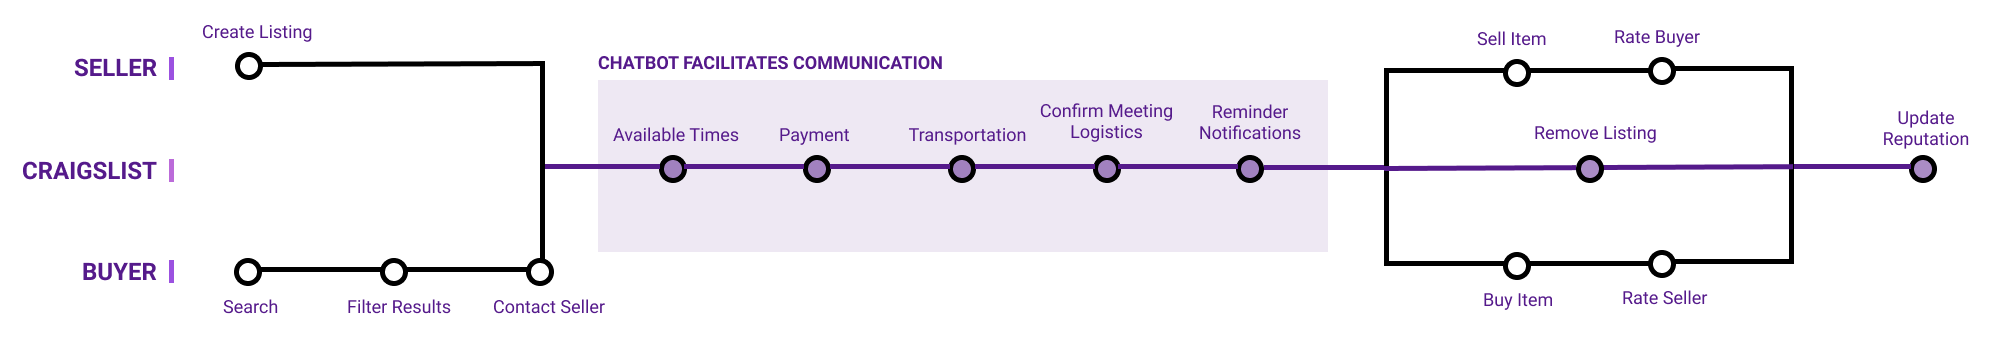 Create Listing
SELLER
CHATBOT FACILITATES COMMUNICATION
Sell Item
Rate Buyer
CRAIGSLIST
Available Times
Payment
Transportation
Confirm Meeting
Logistics
Reminder
Notifications
Remove Listing
Update
Reputation
BUYER
Search
Filter Results
Contact Seller
Buy Item
Rate Seller